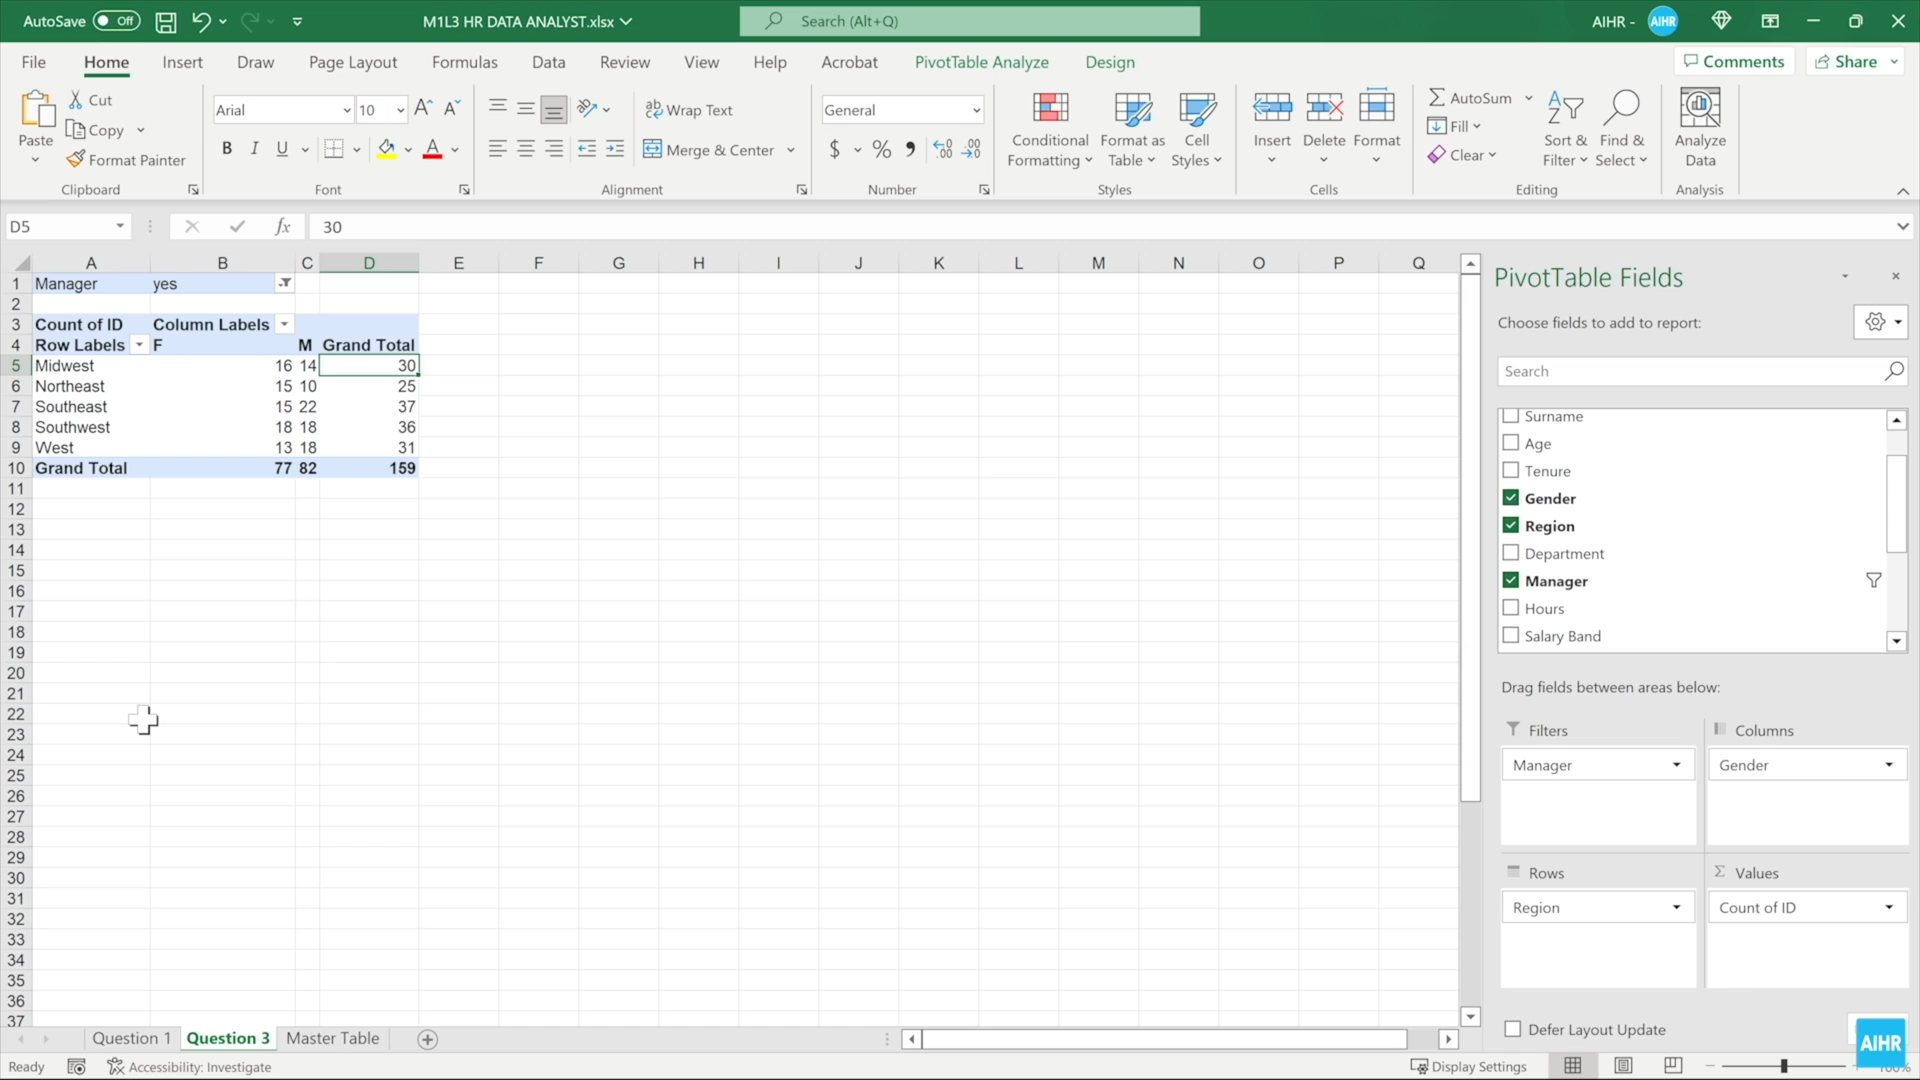 AutoSave Off M1L3 HR DATA ANALYST.xlsx Search (Alt+Q) AIHR - AIHR
File Home Insert Draw Page Layout Formulas Data Review View Help Acrobat PivotTable Analyze Design Comments Share
Paste
Cut
Copy
Format Painter
Clipboard
Arial 10
B I U
Font
Wrap Text
Merge & Center
Alignment
General
$ % 9
Number
Conditional Formatting
Format as Table
Cell Styles
Styles
Insert Delete Format
Cells
AutoSum
Fill
Clear
Sort & Filter
Find & Select
Editing
Analyze Data
Analysis
D5 fx 30
A B C D E F G H I J K L M N O P Q
1 Manager yes
2
3 Count of ID Column Labels
4 Row Labels F M Grand Total
5 Midwest 16 14 30
6 Northeast 15 10 25
7 Southeast 15 22 37
8 Southwest 18 18 36
9 West 13 18 31
10 Grand Total 77 82 159
11
12
13
14
15
16
17
18
19
20
21
22
23
24
25
26
27
28
29
30
31
32
33
34
35
36
37
PivotTable Fields
Choose fields to add to report:
Search
Surname
Age
Tenure
Gender
Region
Department
Manager
Hours
Salary Band
Drag fields between areas below:
Filters Columns
Manager Gender
Rows Σ Values
Region Count of ID
Defer Layout Update
AIHR
Question 1 Question 3 Master Table
Ready Accessibility: Investigate Display Settings